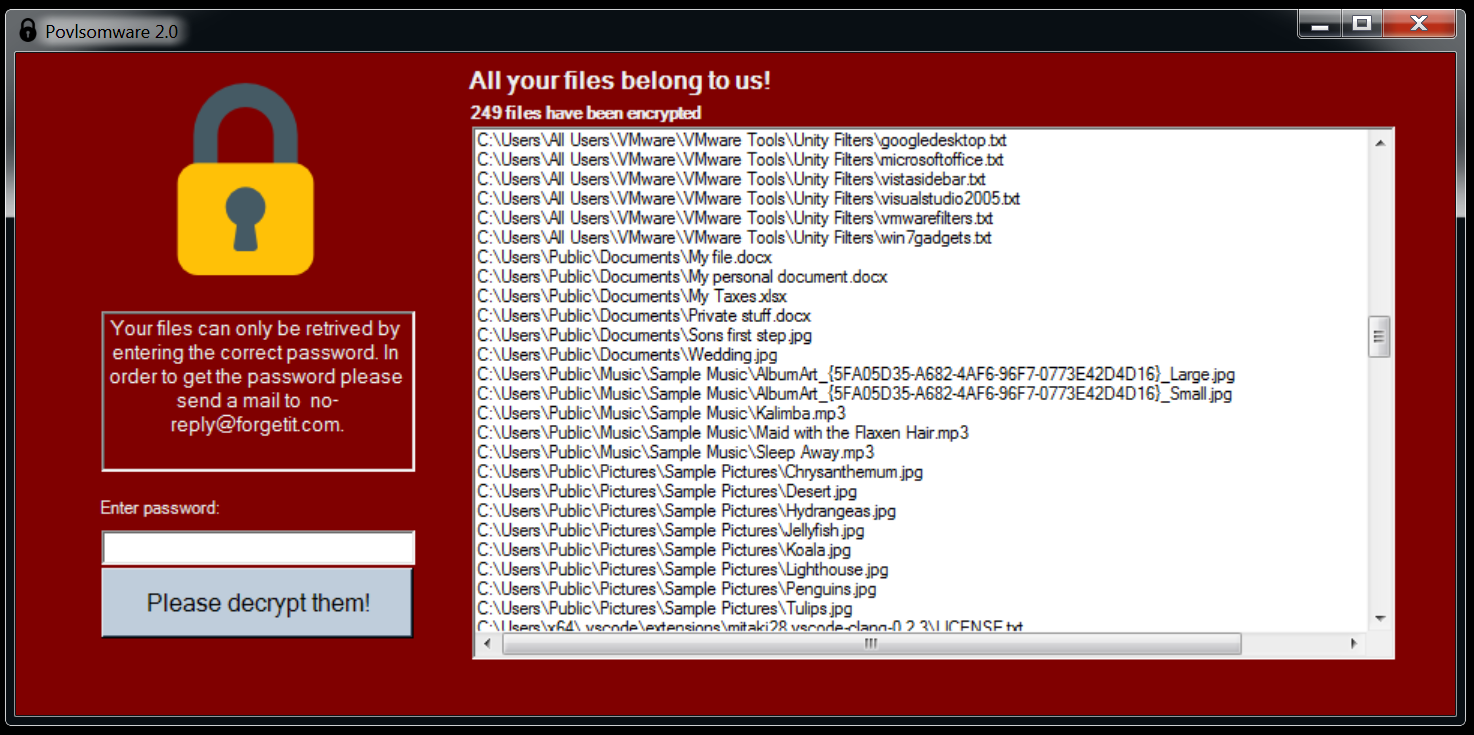 Povlsomware 2.0
All your files belong to us!
249 files have been encrypted
C:\Users\All Users\VMware\VMware Tools\Unity Filters\googledesktop.txt
C:\Users\All Users\VMware\VMware Tools\Unity Filters\microsoftoffice.txt
C:\Users\All Users\VMware\VMware Tools\Unity Filters\vistasidebar.txt
C:\Users\All Users\VMware\VMware Tools\Unity Filters\visualstudio2005.txt
C:\Users\All Users\VMware\VMware Tools\Unity Filters\vmwarefilters.txt
C:\Users\All Users\VMware\VMware Tools\Unity Filters\win7gadgets.txt
C:\Users\Public\Documents\My file.docx
C:\Users\Public\Documents\My personal document.docx
C:\Users\Public\Documents\My Taxes.xlsx
C:\Users\Public\Documents\Private stuff.docx
C:\Users\Public\Documents\Sons first step.jpg
C:\Users\Public\Documents\Wedding.jpg
C:\Users\Public\Music\Sample Music\AlbumArt_{5FA05D35-A682-4AF6-96F7-0773E42D4D16}_Large.jpg
C:\Users\Public\Music\Sample Music\AlbumArt_{5FA05D35-A682-4AF6-96F7-0773E42D4D16}_Small.jpg
C:\Users\Public\Music\Sample Music\Kalimba.mp3
C:\Users\Public\Music\Sample Music\Maid with the Flaxen Hair.mp3
C:\Users\Public\Music\Sample Music\Sleep Away.mp3
C:\Users\Public\Pictures\Sample Pictures\Chrysanthemum.jpg
C:\Users\Public\Pictures\Sample Pictures\Desert.jpg
C:\Users\Public\Pictures\Sample Pictures\Hydrangeas.jpg
C:\Users\Public\Pictures\Sample Pictures\Jellyfish.jpg
C:\Users\Public\Pictures\Sample Pictures\Koala.jpg
C:\Users\Public\Pictures\Sample Pictures\Lighthouse.jpg
C:\Users\Public\Pictures\Sample Pictures\Penguins.jpg
C:\Users\Public\Pictures\Sample Pictures\Tulips.jpg
C:\Users\x64\.vscode\extensions\mitaki28.vscode-clang-0.2.3\LICENSE.txt
Your files can only be retrived by
entering the correct password. In
order to get the password please
send a mail to  no-
reply@forgetit.com.
Enter password:
Please decrypt them!